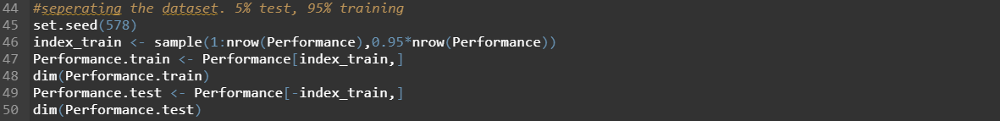 44 #seperating the dataset. 5% test, 95% training
45 set.seed(578)
46 index_train <- sample(1:nrow(Performance),0.95*nrow(Performance))
47 Performance.train <- Performance[index_train,]
48 dim(Performance.train)
49 Performance.test <- Performance[-index_train,]
50 dim(Performance.test)